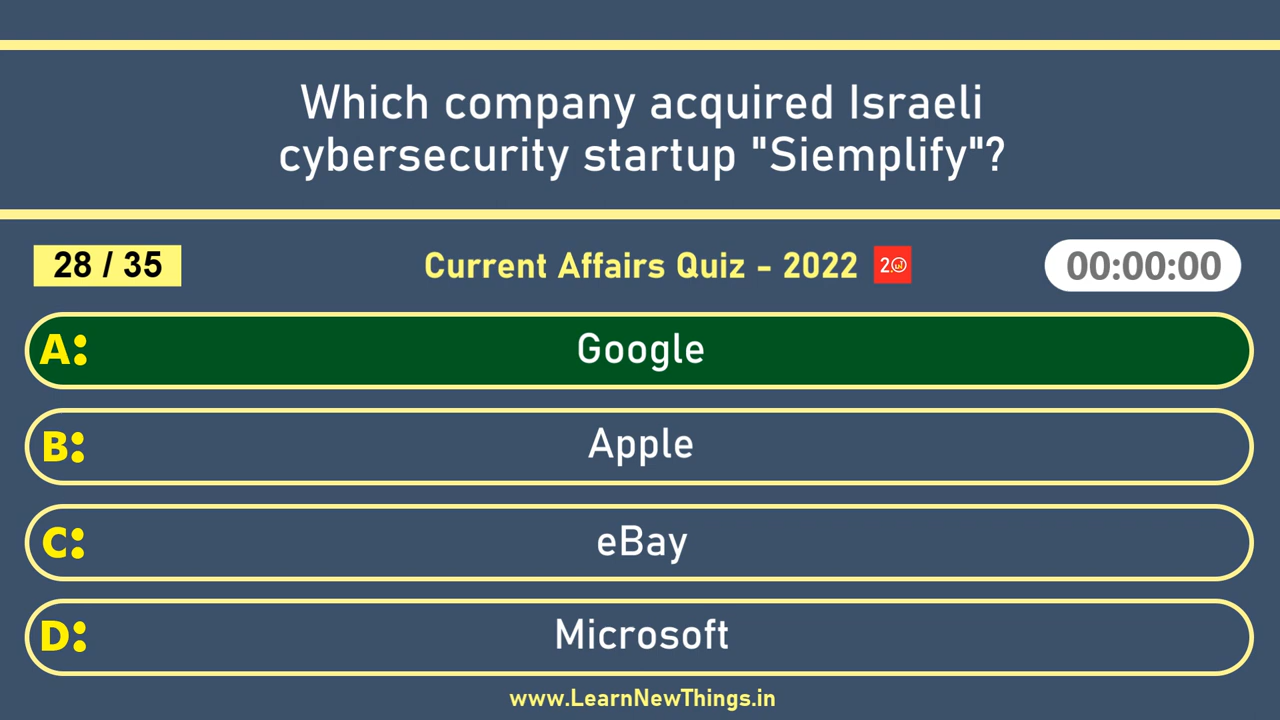 Which company acquired Israeli
cybersecurity startup "Siemplify"?
28 / 35
Current Affairs Quiz - 2022
00:00:00
A: Google
B: Apple
C: eBay
D: Microsoft
www.LearnNewThings.in